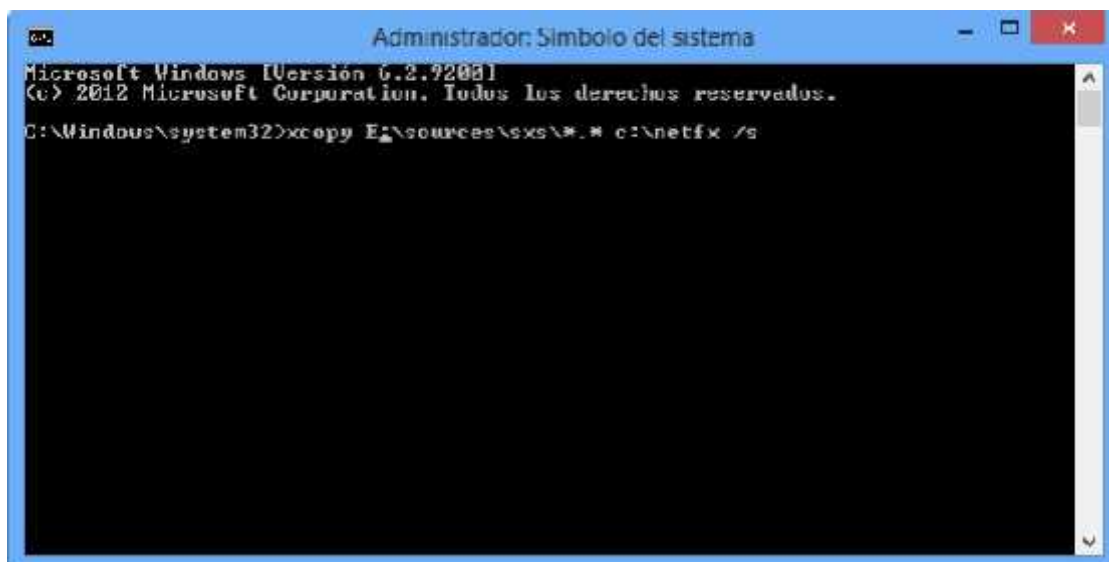 Administrador: Símbolo del sistema
Microsoft Windows [Versión 6.2.9200]
(c) 2012 Microsoft Corporation. Todos los derechos reservados.
C:\Windows\system32>xcopy E:\sources\sxs\*.* c:\netfx /s